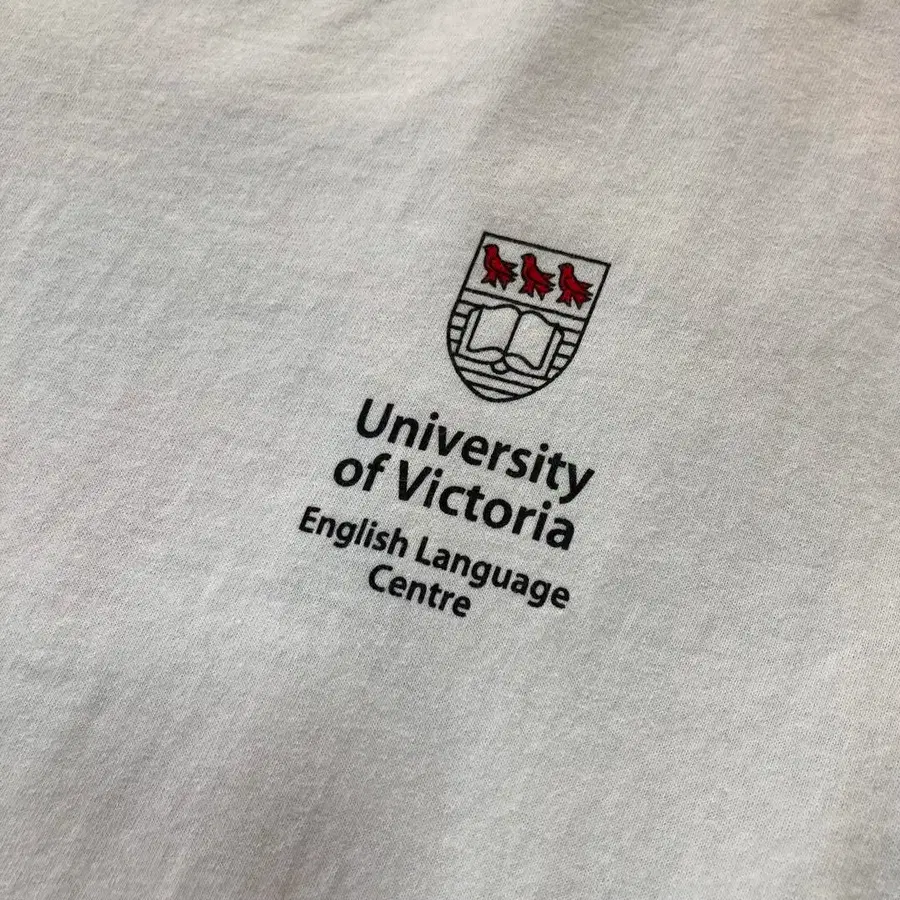 University
of Victoria
English Language
Centre